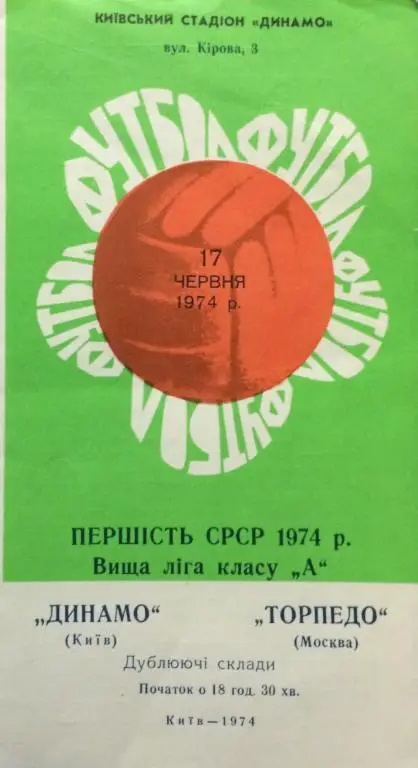 КИЇВСЬКИЙ СТАДІОН «ДИНАМО»
вул. Кірова, 3
ФУТБОЛ ФУТБОЛ ФУТБОЛ ФУТБОЛ ФУТБОЛ
17
ЧЕРВНЯ
1974 р.
ПЕРШІСТЬ СРСР 1974 р.
Вища ліга класу „А“
„ДИНАМО“ „ТОРПЕДО“
(Київ) (Москва)
Дублюючі склади
Початок о 18 год. 30 хв.
Київ—1974